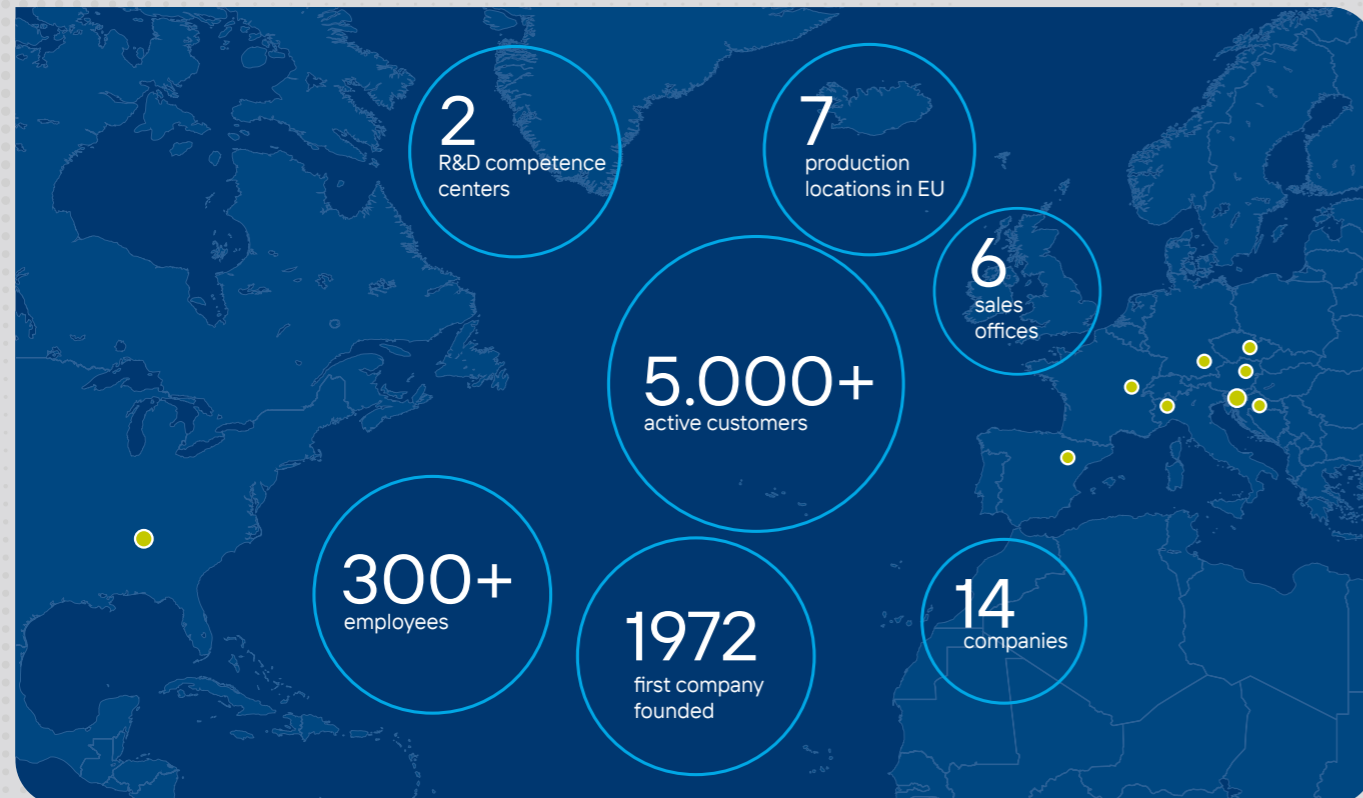 2
R&D competence
centers
7
production
locations in EU
6
sales
offices
5.000+
active customers
300+
employees
1972
first company
founded
14
companies